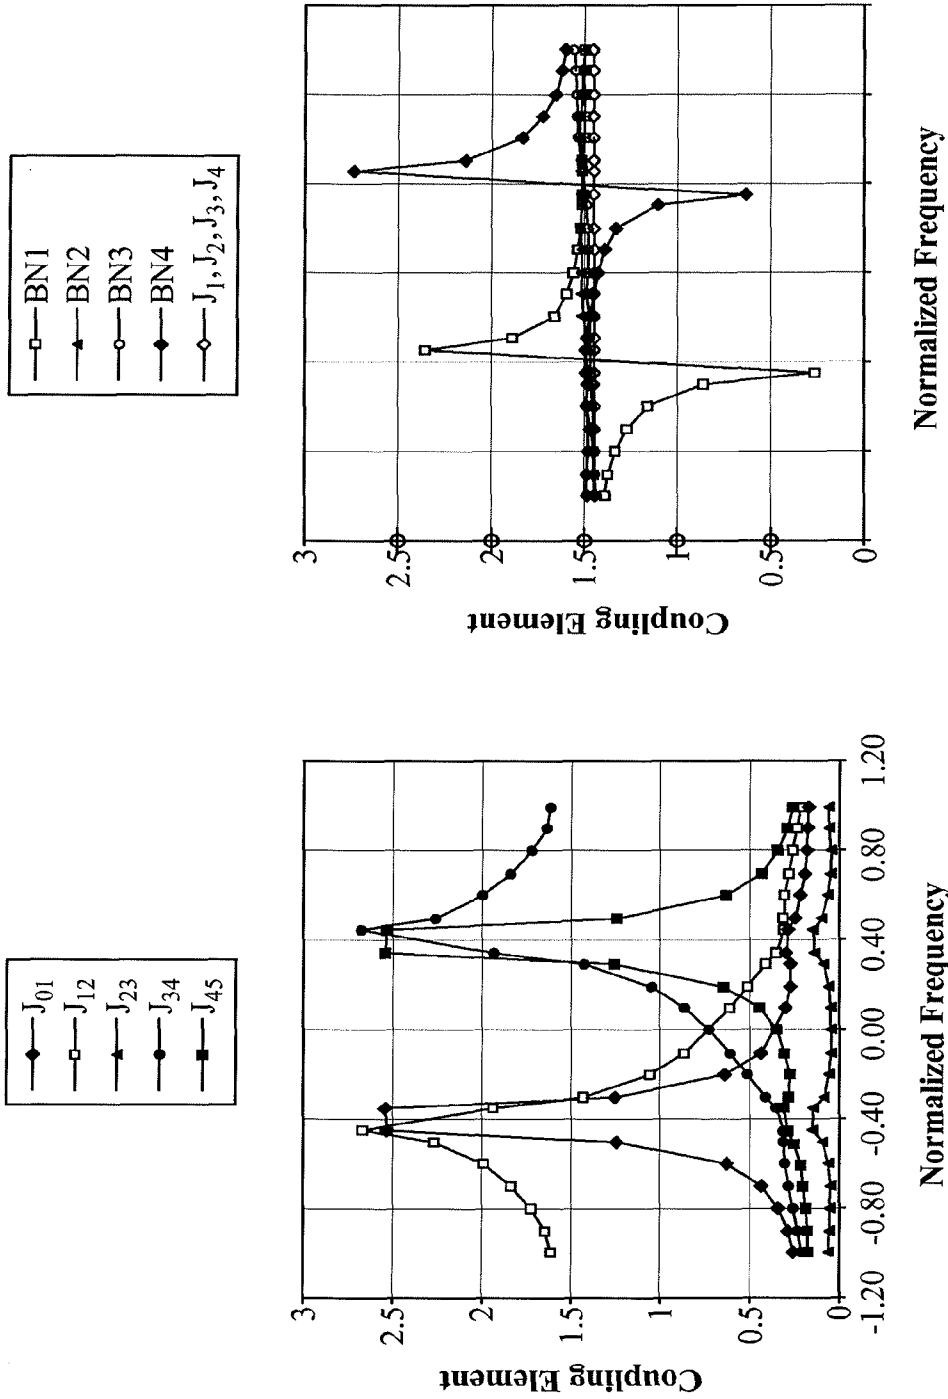 J01
J12
J23
J34
J45
3
2.5
2
1.5
1
0.5
0
-1.20
-0.80
-0.40
0.00
0.40
0.80
1.20
Coupling Element
Normalized Frequency
BN1
BN2
BN3
BN4
J1, J2, J3, J4
3
2.5
2
1.5
1
0.5
0
Coupling Element
Normalized Frequency